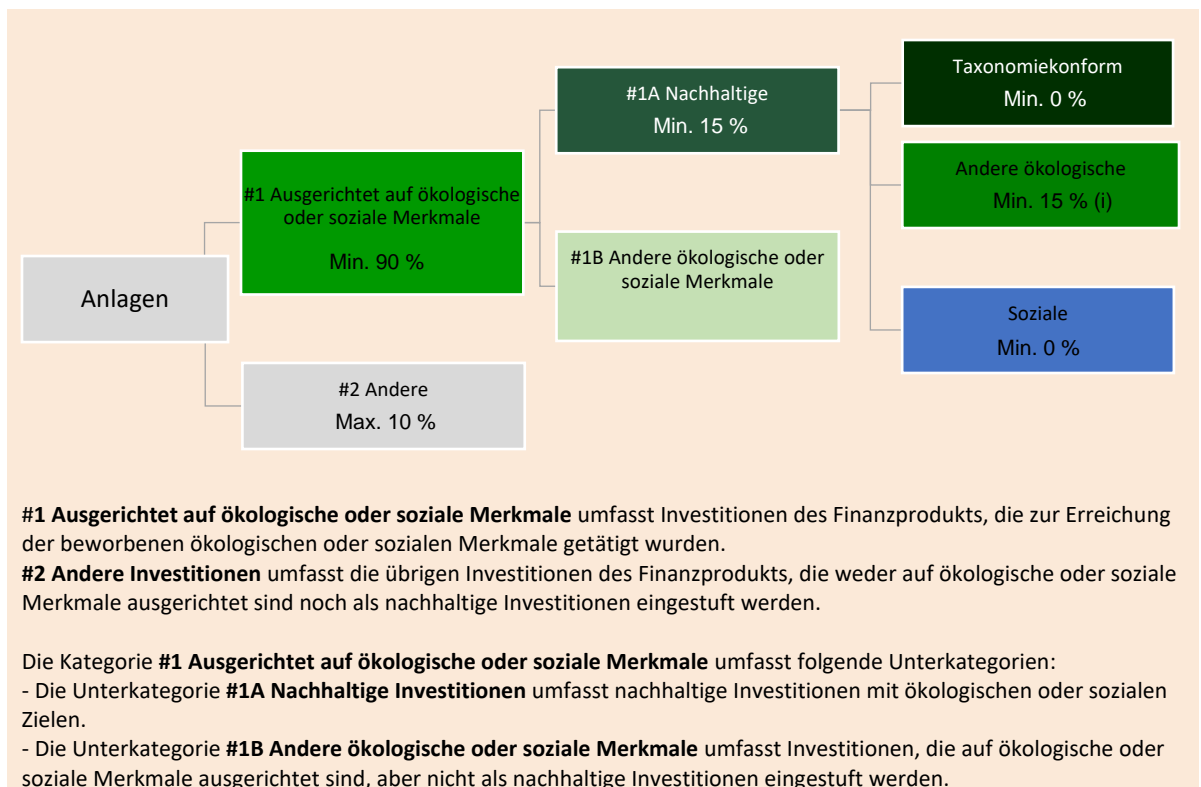 Anlagen
#1 Ausgerichtet auf ökologische
oder soziale Merkmale
Min. 90 %
#2 Andere
Max. 10 %
#1A Nachhaltige
Min. 15 %
#1B Andere ökologische oder
soziale Merkmale
Taxonomiekonform
Min. 0 %
Andere ökologische
Min. 15 % (i)
Soziale
Min. 0 %
#1 Ausgerichtet auf ökologische oder soziale Merkmale umfasst Investitionen des Finanzprodukts, die zur Erreichung
der beworbenen ökologischen oder sozialen Merkmale getätigt wurden.
#2 Andere Investitionen umfasst die übrigen Investitionen des Finanzprodukts, die weder auf ökologische oder soziale
Merkmale ausgerichtet sind noch als nachhaltige Investitionen eingestuft werden.
Die Kategorie #1 Ausgerichtet auf ökologische oder soziale Merkmale umfasst folgende Unterkategorien:
- Die Unterkategorie #1A Nachhaltige Investitionen umfasst nachhaltige Investitionen mit ökologischen oder sozialen
Zielen.
- Die Unterkategorie #1B Andere ökologische oder soziale Merkmale umfasst Investitionen, die auf ökologische oder
soziale Merkmale ausgerichtet sind, aber nicht als nachhaltige Investitionen eingestuft werden.